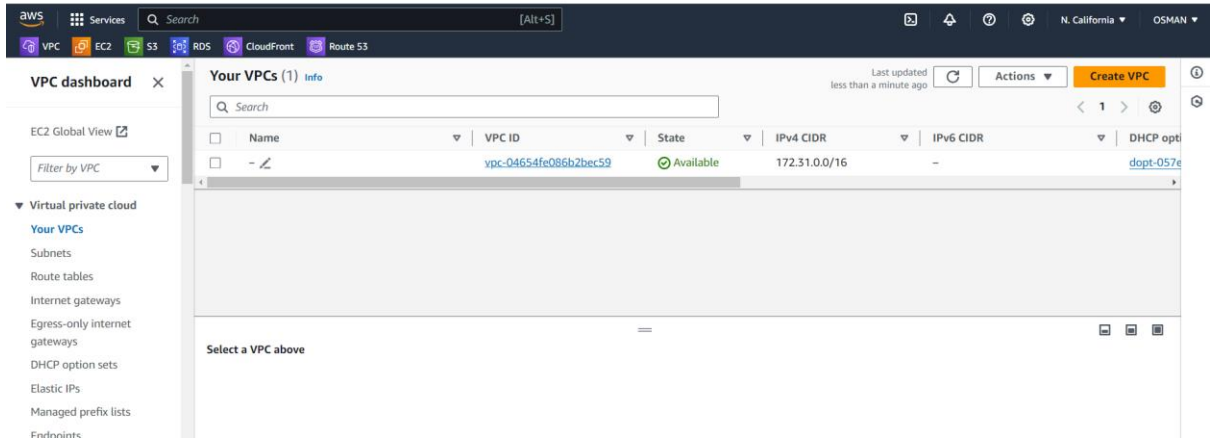 aws Services Search [Alt+S] N. California OSMAN
VPC EC2 S3 RDS CloudFront Route 53
VPC dashboard
EC2 Global View
Filter by VPC
Virtual private cloud
Your VPCs
Subnets
Route tables
Internet gateways
Egress-only internet
gateways
DHCP option sets
Elastic IPs
Managed prefix lists
Endpoints
Your VPCs (1) Info
Last updated
less than a minute ago
Actions
Create VPC
Search
1
Name VPC ID State IPv4 CIDR IPv6 CIDR DHCP opti
- vpc-04654fe086b2bec59 Available 172.31.0.0/16 - dopt-057e
Select a VPC above